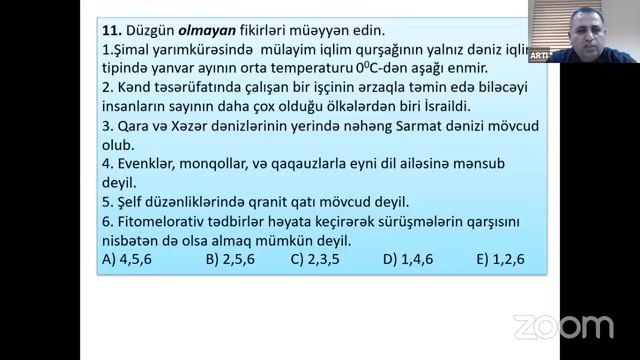 11. Düzgün olmayan fikirləri müəyyən edin.
1.Şimal yarımkürəsində mülayim iqlim qurşağının yalnız dəniz iqlim
tipində yanvar ayının orta temperaturu 0⁰C-dən aşağı enmir.
2. Kənd təsərüfatında çalışan bir işçinin ərzaqla təmin edə biləcəyi
insanların sayının daha çox olduğu ölkələrdən biri İsraildi.
3. Qara və Xəzər dənizlərinin yerində nəhəng Sarmat dənizi mövcud
olub.
4. Evenklər, monqollar, və qaqauzlarla eyni dil ailəsinə mənsub
deyil.
5. Şelf düzənliklərində qranit qatı mövcud deyil.
6. Fitomelorativ tədbirlər həyata keçirərək sürüşmələrin qarşısını
nisbətən də olsa almaq mümkün deyil.
A) 4,5,6 B) 2,5,6 C) 2,3,5 D) 1,4,6 E) 1,2,6
ARTI
zoom